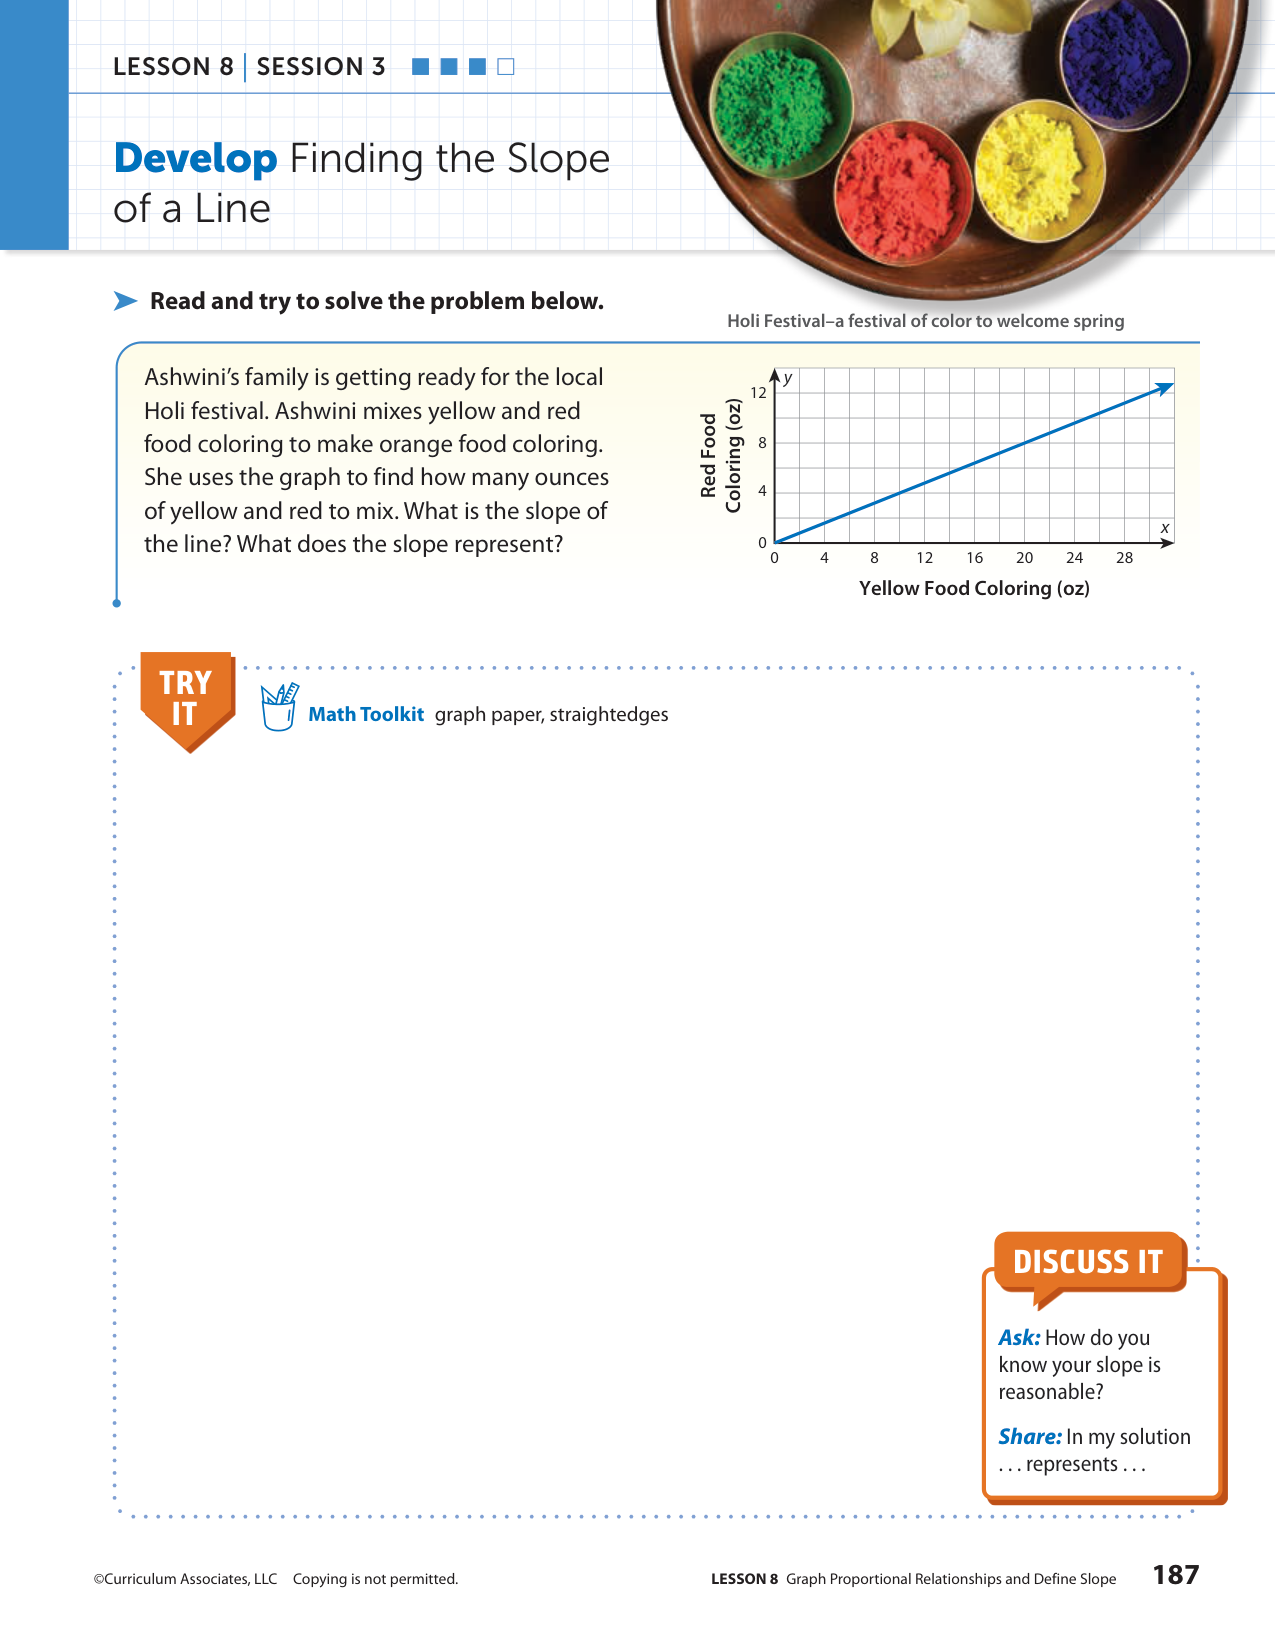 LESSON 8 | SESSION 3
Develop Finding the Slope
of a Line
Read and try to solve the problem below.
Holi Festival–a festival of color to welcome spring
Ashwini’s family is getting ready for the local
Holi festival. Ashwini mixes yellow and red
food coloring to make orange food coloring.
She uses the graph to find how many ounces
of yellow and red to mix. What is the slope of
the line? What does the slope represent?
Red Food
Coloring (oz)
y
12
8
4
0
x
0 4 8 12 16 20 24 28
Yellow Food Coloring (oz)
TRY
IT
Math Toolkit graph paper, straightedges
DISCUSS IT
Ask: How do you
know your slope is
reasonable?
Share: In my solution
. . . represents . . .
©Curriculum Associates, LLC Copying is not permitted.
LESSON 8 Graph Proportional Relationships and Define Slope 187